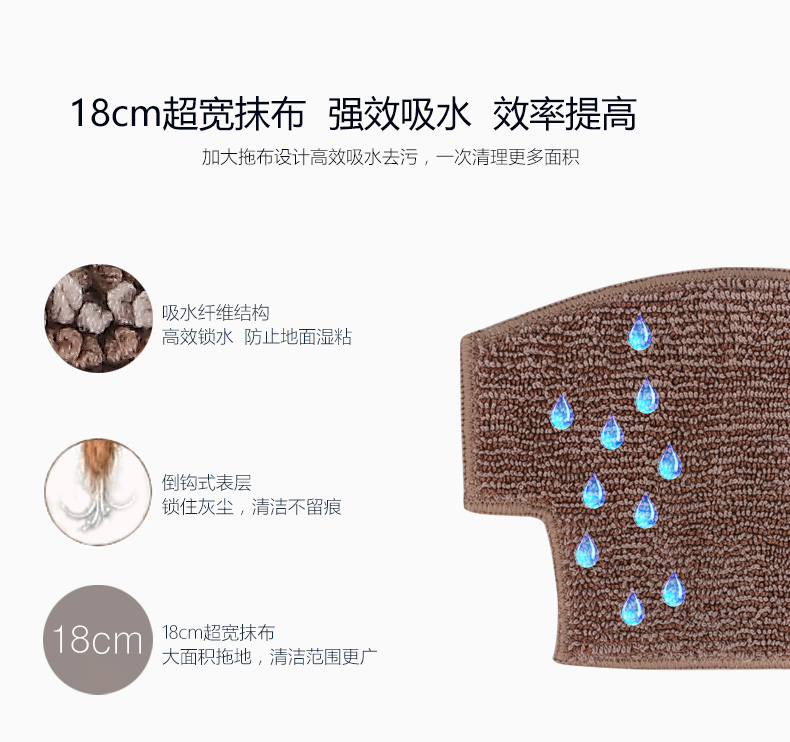 18cm超宽抹布 强效吸水 效率提高
加大拖布设计高效吸水去污，一次清理更多面积
吸水纤维结构
高效锁水 防止地面湿粘
倒钩式表层
锁住灰尘，清洁不留痕
18cm
18cm超宽抹布
大面积拖地，清洁范围更广